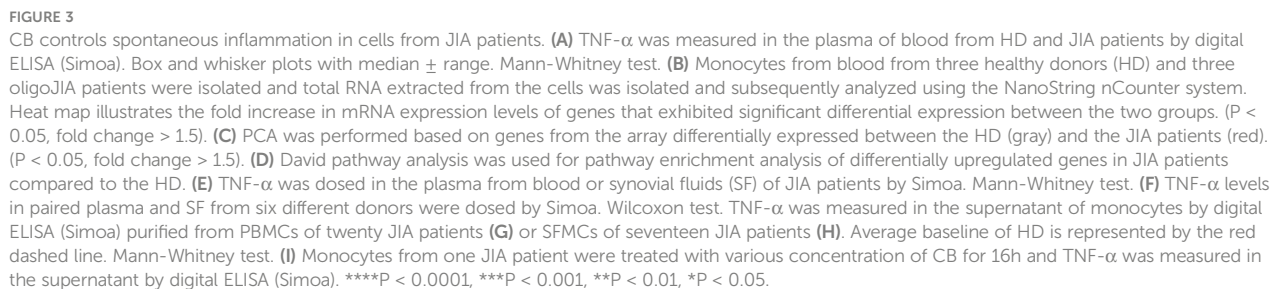 FIGURE 3
CB controls spontaneous inflammation in cells from JIA patients. (A) TNF-α was measured in the plasma of blood from HD and JIA patients by digital
ELISA (Simoa). Box and whisker plots with median ± range. Mann-Whitney test. (B) Monocytes from blood from three healthy donors (HD) and three
oligoJIA patients were isolated and total RNA extracted from the cells was isolated and subsequently analyzed using the NanoString nCounter system.
Heat map illustrates the fold increase in mRNA expression levels of genes that exhibited significant differential expression between the two groups. (P <
0.05, fold change > 1.5). (C) PCA was performed based on genes from the array differentially expressed between the HD (gray) and the JIA patients (red).
(P < 0.05, fold change > 1.5). (D) David pathway analysis was used for pathway enrichment analysis of differentially upregulated genes in JIA patients
compared to the HD. (E) TNF-α was dosed in the plasma from blood or synovial fluids (SF) of JIA patients by Simoa. Mann-Whitney test. (F) TNF-α levels
in paired plasma and SF from six different donors were dosed by Simoa. Wilcoxon test. TNF-α was measured in the supernatant of monocytes by digital
ELISA (Simoa) purified from PBMCs of twenty JIA patients (G) or SFMCs of seventeen JIA patients (H). Average baseline of HD is represented by the red
dashed line. Mann-Whitney test. (I) Monocytes from one JIA patient were treated with various concentration of CB for 16h and TNF-α was measured in
the supernatant by digital ELISA (Simoa). ****P < 0.0001, ***P < 0.001, **P < 0.01, *P < 0.05.